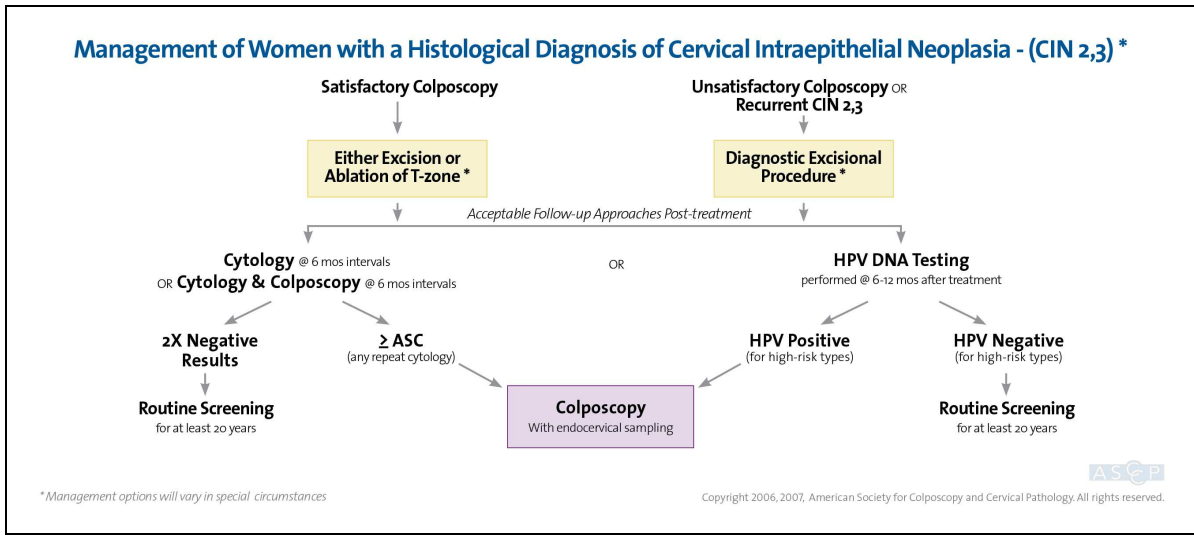 Management of Women with a Histological Diagnosis of Cervical Intraepithelial Neoplasia - (CIN 2,3) *
Satisfactory Colposcopy
Unsatisfactory Colposcopy OR
Recurrent CIN 2,3
Either Excision or
Ablation of T-zone *
Diagnostic Excisional
Procedure *
Acceptable Follow-up Approaches Post-treatment
Cytology @ 6 mos intervals
OR Cytology & Colposcopy @ 6 mos intervals
OR
HPV DNA Testing
performed @ 6-12 mos after treatment
2X Negative
Results
≥ ASC
(any repeat cytology)
HPV Positive
(for high-risk types)
HPV Negative
(for high-risk types)
Routine Screening
for at least 20 years
Colposcopy
With endocervical sampling
Routine Screening
for at least 20 years
ASCCP
* Management options will vary in special circumstances
Copyright 2006, 2007, American Society for Colposcopy and Cervical Pathology. All rights reserved.